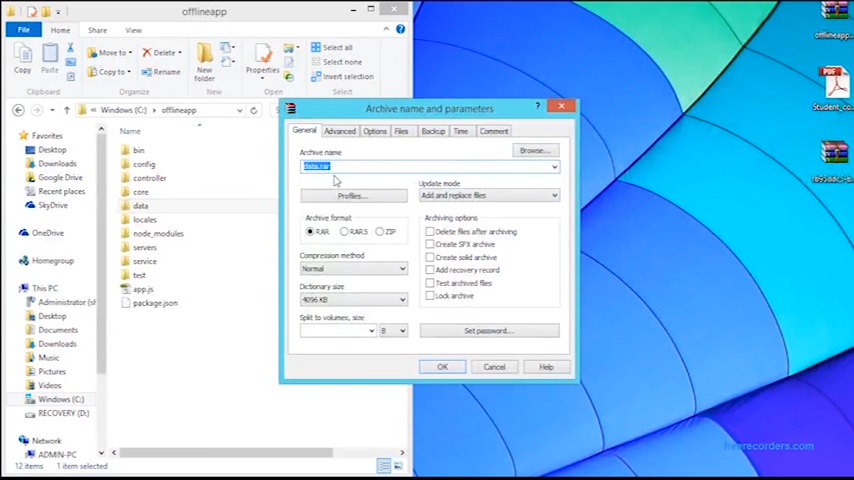 offlineapp
File
Home
Share
View
Copy
Paste
Move to
Copy to
Delete
Rename
New folder
Properties
Open
Select all
Select none
Invert selection
Clipboard
Organize
New
Select
Windows (C:)
offlineapp
Name
Favorites
Desktop
Downloads
Google Drive
Recent places
SkyDrive
OneDrive
Homegroup
This PC
Administrator (sh
Desktop
Documents
Downloads
Music
Pictures
Videos
Windows (C:)
RECOVERY (D:)
Network
ADMIN-PC
bin
config
controller
core
data
locales
node_modules
servers
service
test
app.js
package.json
12 items
1 item selected
Archive name and parameters
?
General
Advanced
Options
Files
Backup
Time
Comment
Archive name
Browse...
data.rar
Profiles...
Update mode
Add and replace files
Archive format
RAR
RAR5
ZIP
Compression method
Normal
Dictionary size
4096 KB
Split to volumes, size
B
Archiving options
Delete files after archiving
Create SFX archive
Create solid archive
Add recovery record
Test archived files
Lock archive
Set password...
OK
Cancel
Help
offlineapp...
PDF
Student_co
freerecorders.com